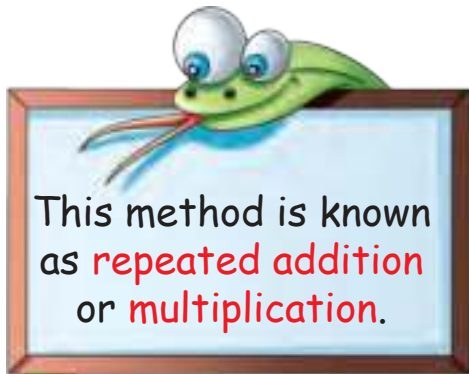 This method is known
as repeated addition
or multiplication.